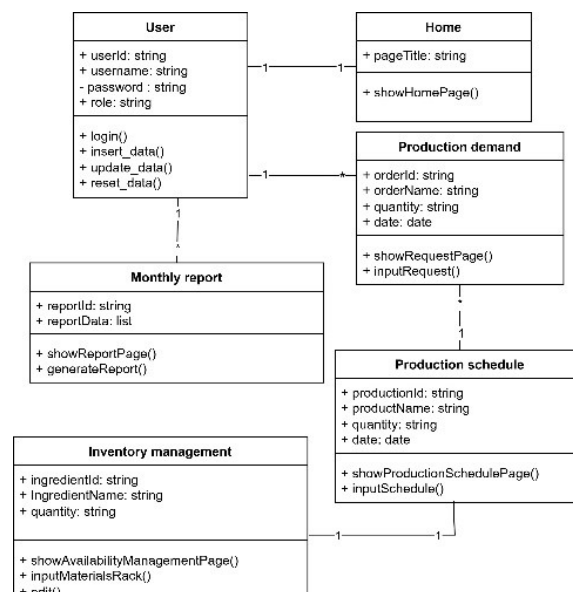 User
+ userId: string
+ username: string
- password : string
+ role: string
+ login()
+ insert_data()
+ update_data()
+ reset_data()
1
1
Home
+ pageTitle: string
+ showHomePage()
1
*
Production demand
+ orderId: string
+ orderName: string
+ quantity: string
+ date: date
+ showRequestPage()
+ inputRequest()
1
*
Monthly report
+ reportId: string
+ reportData: list
+ showReportPage()
+ generateReport()
*
1
Production schedule
+ productionId: string
+ productName: string
+ quantity: string
+ date: date
+ showProductionSchedulePage()
+ inputSchedule()
Inventory management
+ ingredientId: string
+ IngredientName: string
+ quantity: string
+ showAvailabilityManagementPage()
+ inputMaterialsRack()
+ edit()
1
1